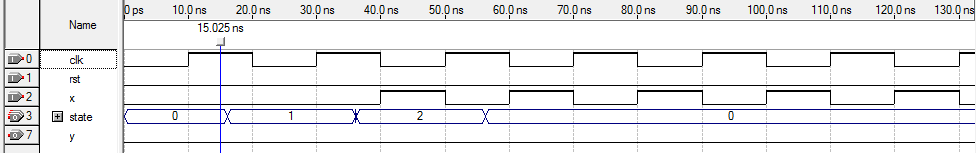 0 ps 10.0 ns 20.0 ns 30.0 ns 40.0 ns 50.0 ns 60.0 ns 70.0 ns 80.0 ns 90.0 ns 100.0 ns 110.0 ns 120.0 ns 130.0 ns
Name
15.025 ns
0 clk
1 rst
2 x
3 state 0 1 2 0
7 y